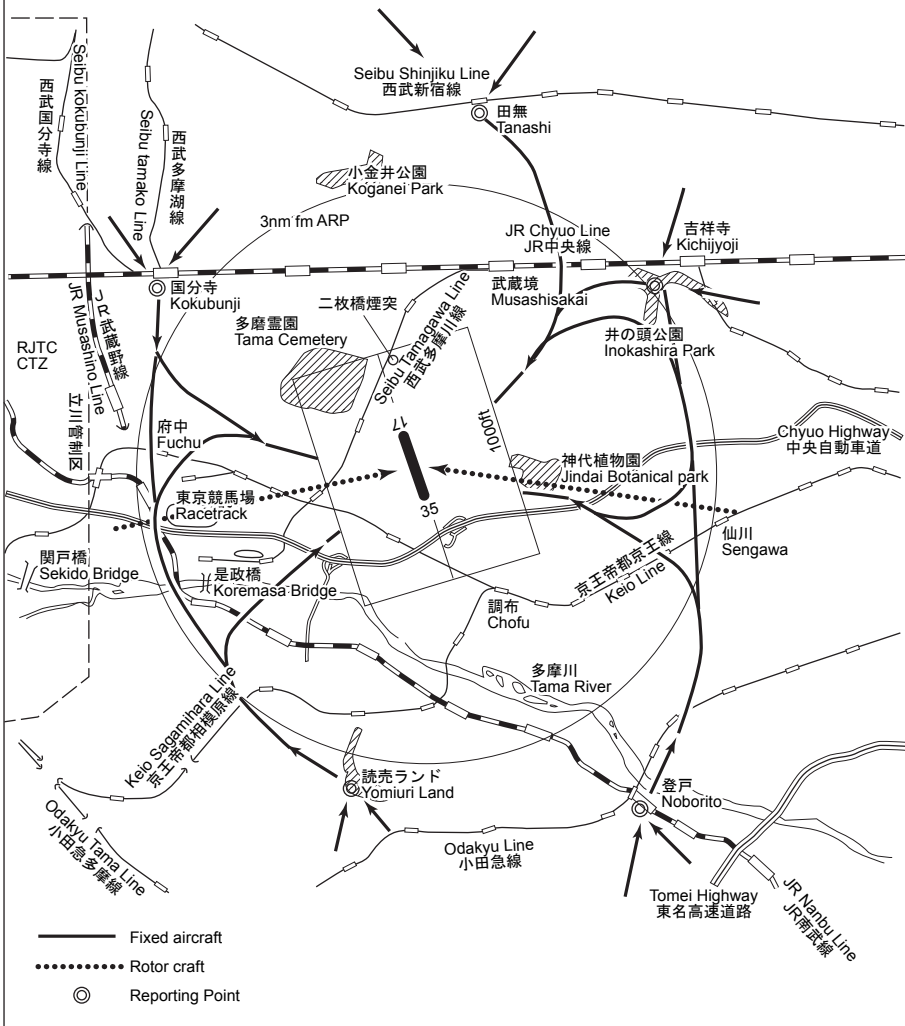 Seibu Shinjiku Line
西武新宿線
田無
Tanashi
Seibu kokubunji Line
西武国分寺線
Seibu tamako Line
西武多摩湖線
小金井公園
Koganei Park
3nm fm ARP
JR Chyuo Line
JR中央線
吉祥寺
Kichijyoji
国分寺
Kokubunji
武蔵境
Musashisakai
JR武蔵野線
JR Musashino Line
二枚橋煙突
Seibu Tamagawa Line
西武多摩川線
多磨霊園
Tama Cemetery
井の頭公園
Inokashira Park
RJTC
CTZ
立川管制区
1000ft
府中
Fuchu
17
35
Chyuo Highway
中央自動車道
神代植物園
Jindai Botanical park
東京競馬場
Racetrack
仙川
Sengawa
関戸橋
Sekido Bridge
是政橋
Koremasa Bridge
京王帝都京王線
Keio Line
調布
Chofu
多摩川
Tama River
Keio Sagamihara Line
京王帝都相模原線
読売ランド
Yomiuri Land
登戸
Noborito
Odakyu Tama Line
小田急多摩線
Odakyu Line
小田急線
Tomei Highway
東名高速道路
JR Nanbu Line
JR南武線
Fixed aircraft
Rotor craft
Reporting Point